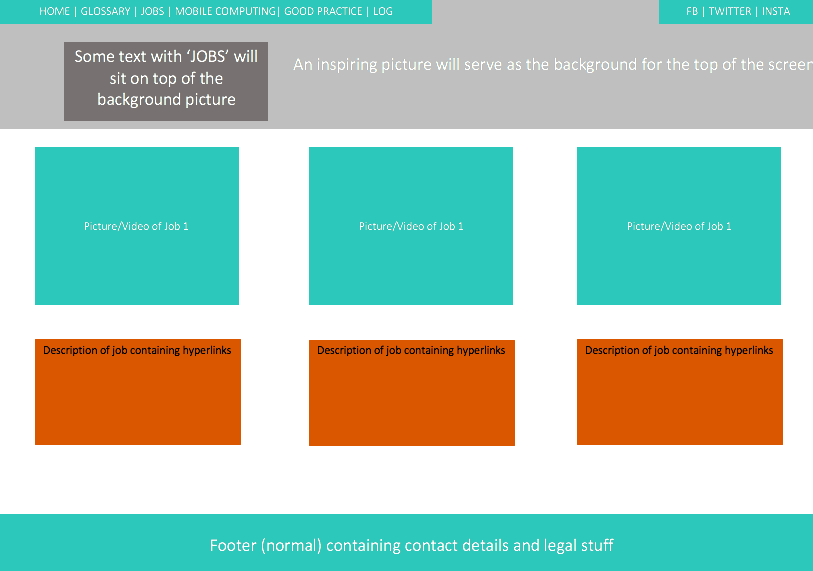 HOME | GLOSSARY | JOBS | MOBILE COMPUTING| GOOD PRACTICE | LOG
FB | TWITTER | INSTA
Some text with ‘JOBS’ will
sit on top of the
background picture
An inspiring picture will serve as the background for the top of the screen
Picture/Video of Job 1
Picture/Video of Job 1
Picture/Video of Job 1
Description of job containing hyperlinks
Description of job containing hyperlinks
Description of job containing hyperlinks
Footer (normal) containing contact details and legal stuff